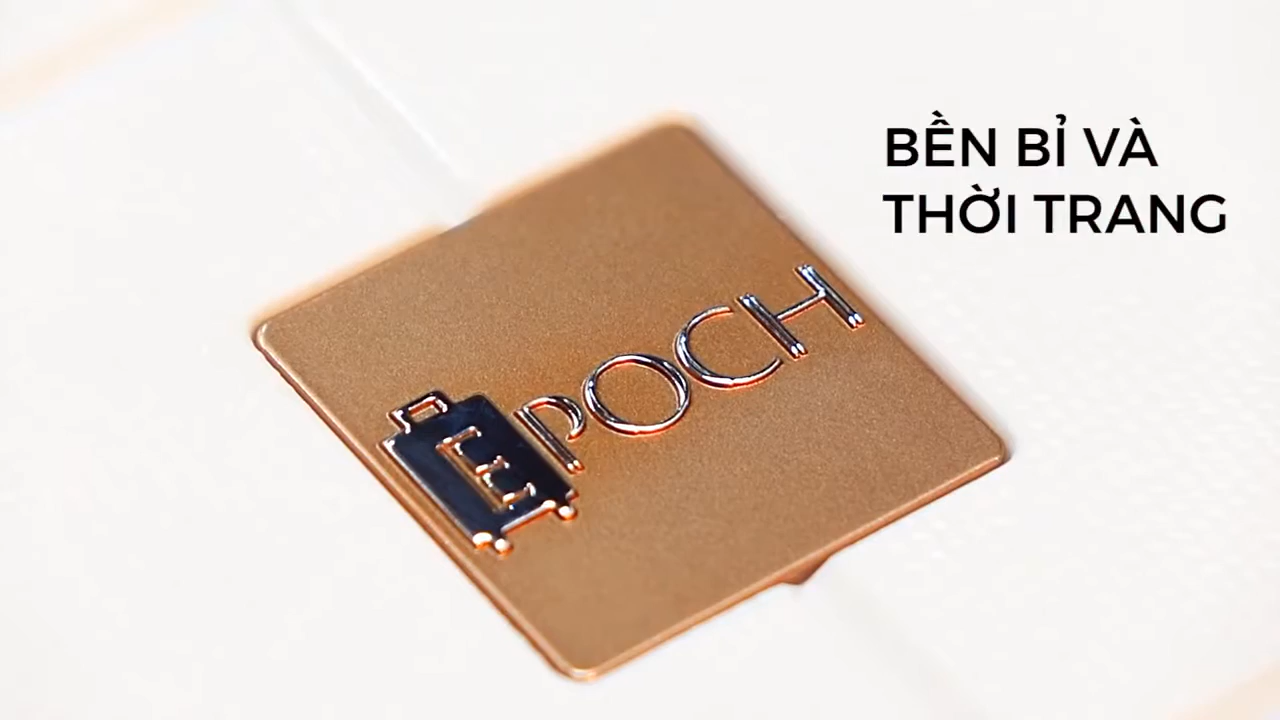 BỀN BỈ VÀ
THỜI TRANG
EPOCH